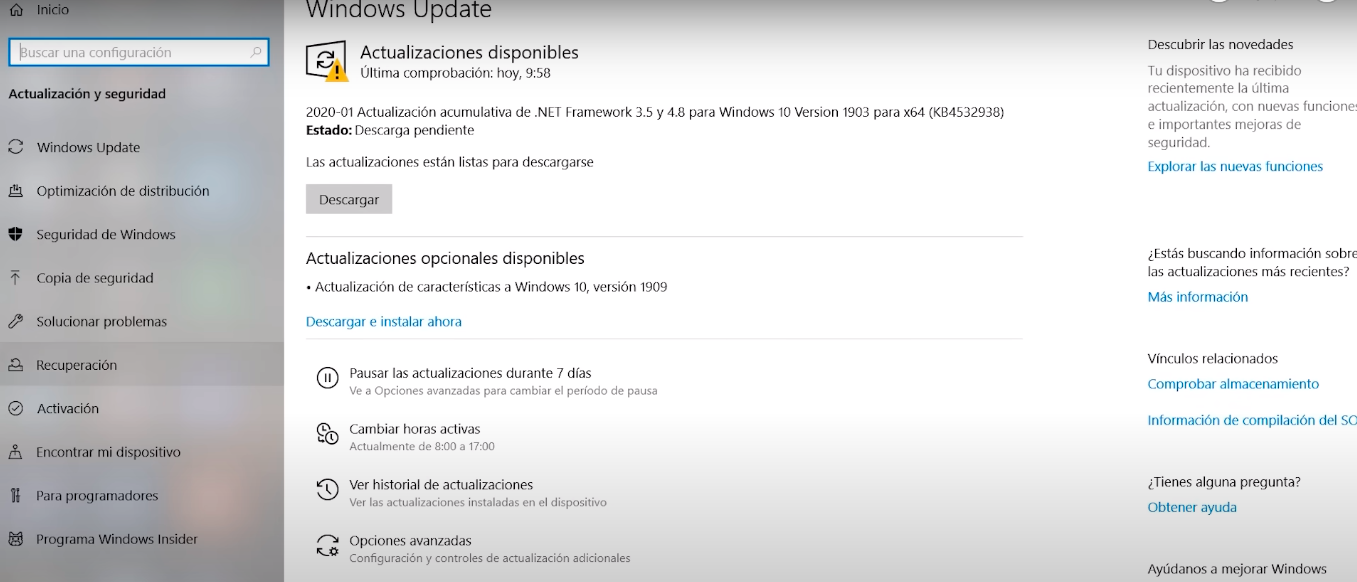 Inicio
Buscar una configuración
Actualización y seguridad
Windows Update
Optimización de distribución
Seguridad de Windows
Copia de seguridad
Solucionar problemas
Recuperación
Activación
Encontrar mi dispositivo
Para programadores
Programa Windows Insider
Windows Update
Actualizaciones disponibles
Última comprobación: hoy, 9:58
2020-01 Actualización acumulativa de .NET Framework 3.5 y 4.8 para Windows 10 Version 1903 para x64 (KB4532938)
Estado: Descarga pendiente
Las actualizaciones están listas para descargarse
Descargar
Actualizaciones opcionales disponibles
• Actualización de características a Windows 10, versión 1909
Descargar e instalar ahora
Pausar las actualizaciones durante 7 días
Ve a Opciones avanzadas para cambiar el período de pausa
Cambiar horas activas
Actualmente de 8:00 a 17:00
Ver historial de actualizaciones
Ver las actualizaciones instaladas en el dispositivo
Opciones avanzadas
Configuración y controles de actualización adicionales
Descubrir las novedades
Tu dispositivo ha recibido
recientemente la última
actualización, con nuevas funciones
e importantes mejoras de
seguridad.
Explorar las nuevas funciones
¿Estás buscando información sobre
las actualizaciones más recientes?
Más información
Vínculos relacionados
Comprobar almacenamiento
Información de compilación del SO
¿Tienes alguna pregunta?
Obtener ayuda
Ayúdanos a mejorar Windows